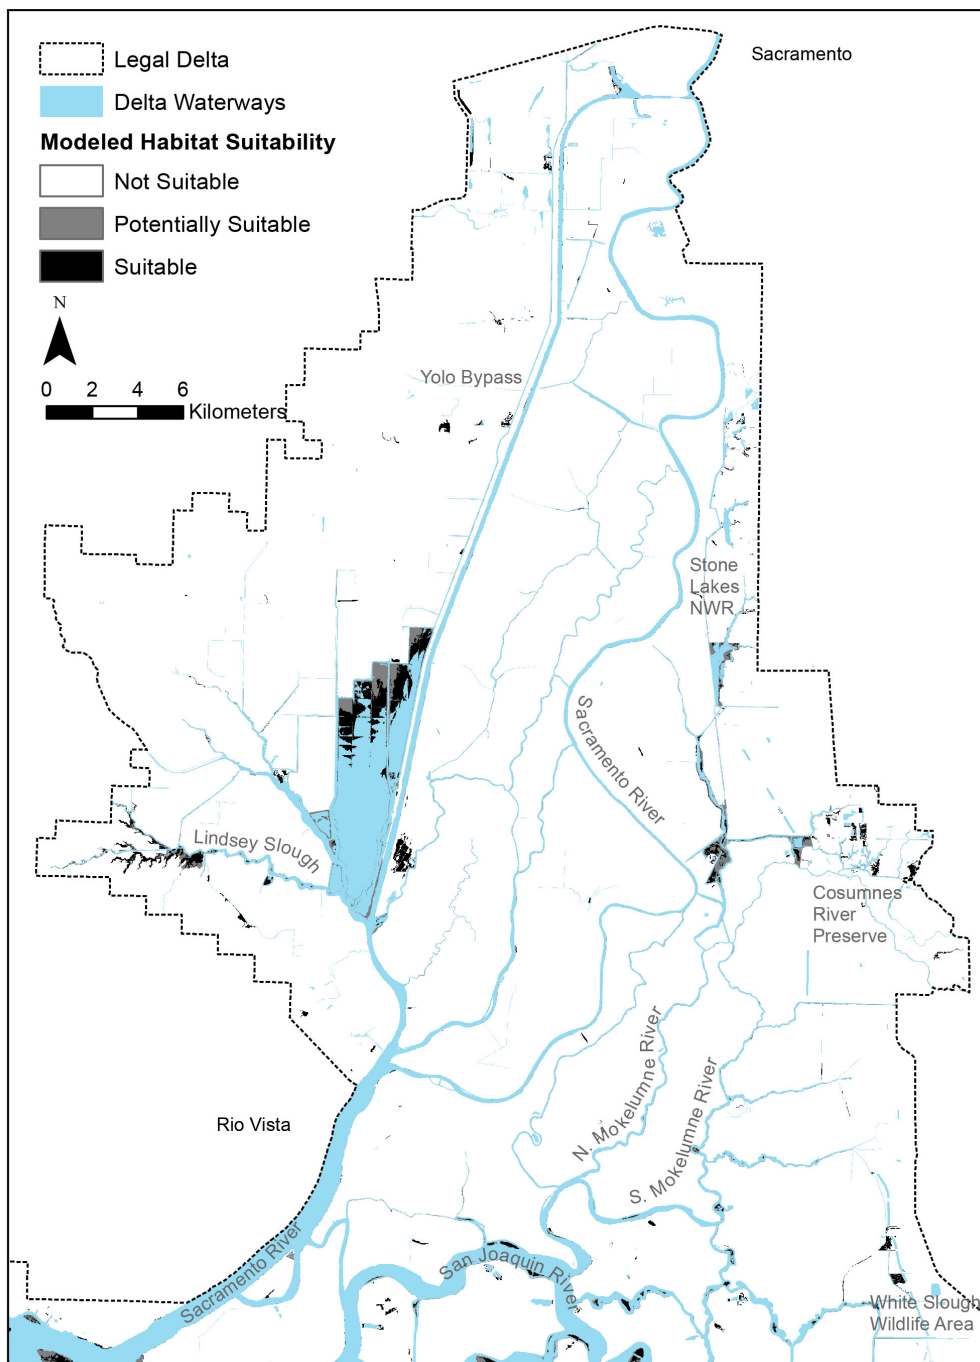 Legal Delta
Delta Waterways
Modeled Habitat Suitability
Not Suitable
Potentially Suitable
Suitable
N
0 2 4 6
Kilometers
Sacramento
Yolo Bypass
Stone
Lakes
NWR
Sacramento River
Lindsey Slough
Cosumnes
River
Preserve
N. Mokelumne River
S. Mokelumne River
Rio Vista
Sacramento River
San Joaquin River
White Slough
Wildlife Area